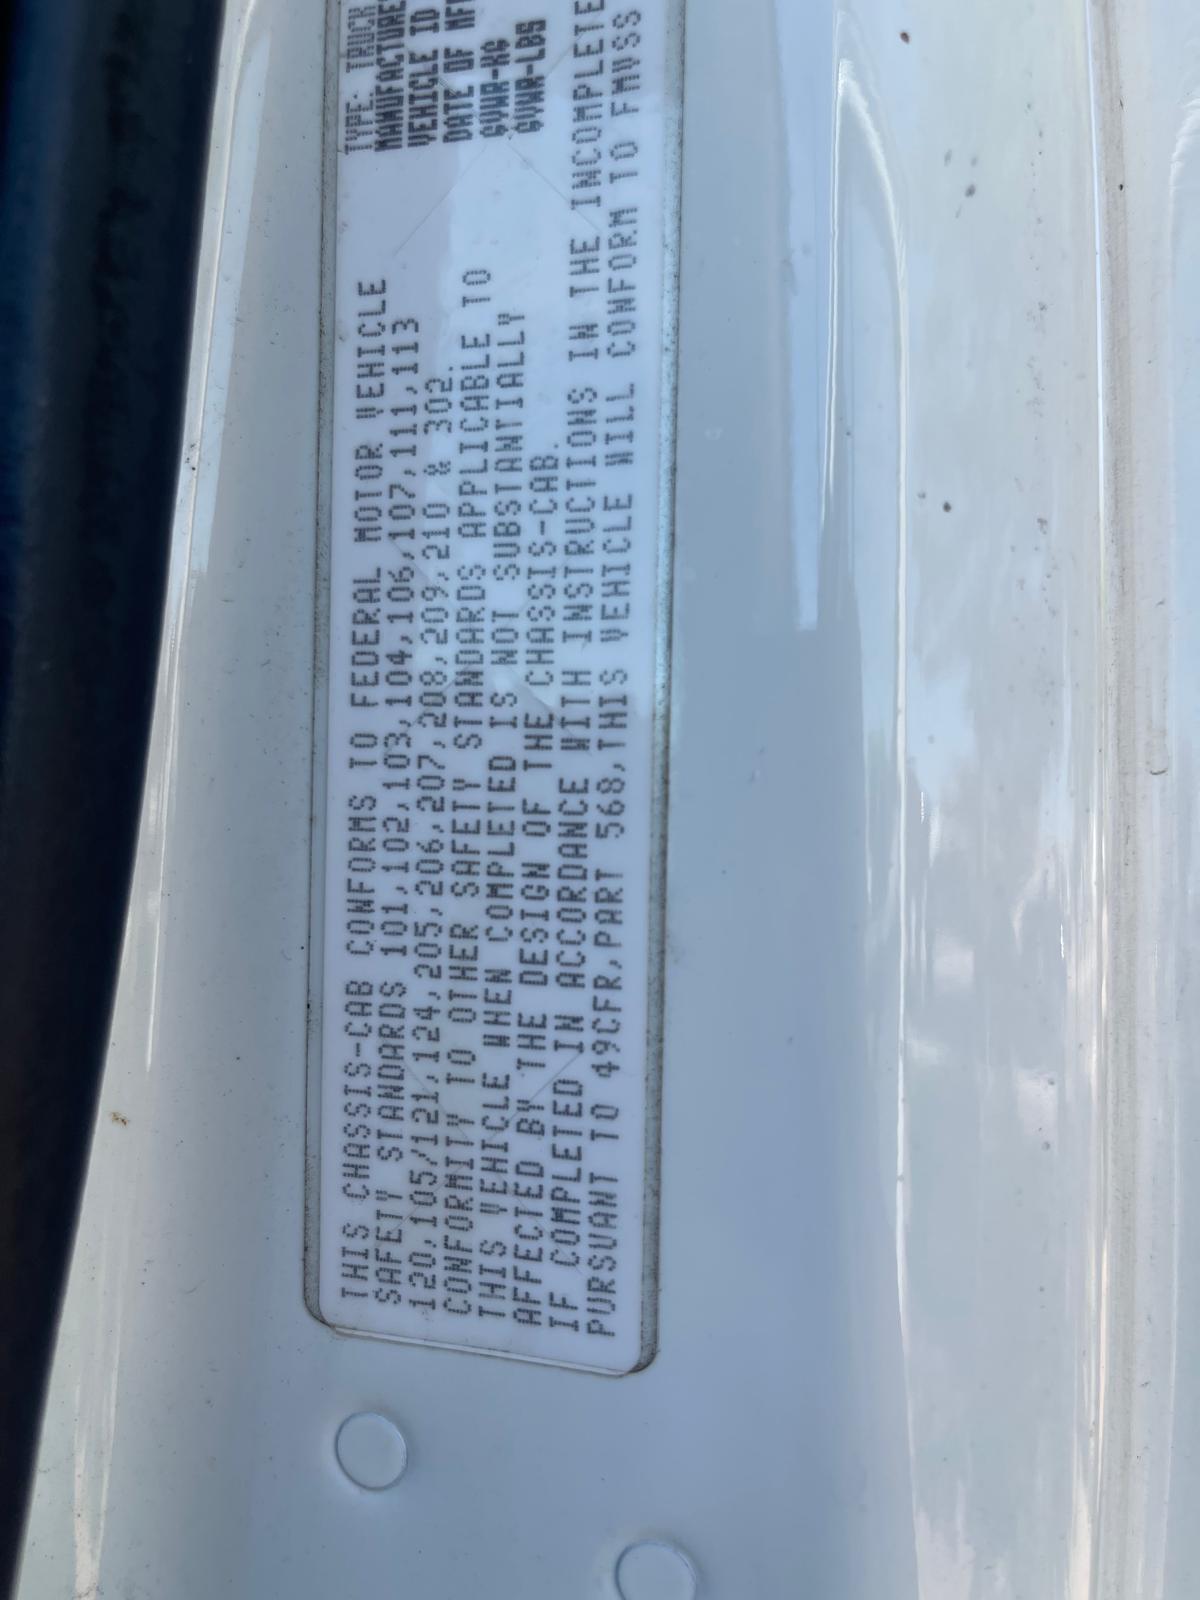 THIS CHASSIS-CAB CONFORMS TO FEDERAL MOTOR VEHICLE
SAFETY STANDARDS 101,102,103,104,106,107,111,113
120,105/121,124,205,206,207,208,209,210 & 302.
CONFORMITY TO OTHER SAFETY STANDARDS APPLICABLE TO
THIS VEHICLE WHEN COMPLETED IS NOT SUBSTANTIALLY
AFFECTED BY THE DESIGN OF THE CHASSIS-CAB.
IF COMPLETED IN ACCORDANCE WITH INSTRUCTIONS IN THE INCOMPLETE
PURSUANT TO 49CFR,PART 568,THIS VEHICLE WILL CONFORM TO FMVSS
TYPE: TRUCK
MANUFACTURE
VEHICLE ID
DATE OF MF
GVWR-KG
GVWR-LBS